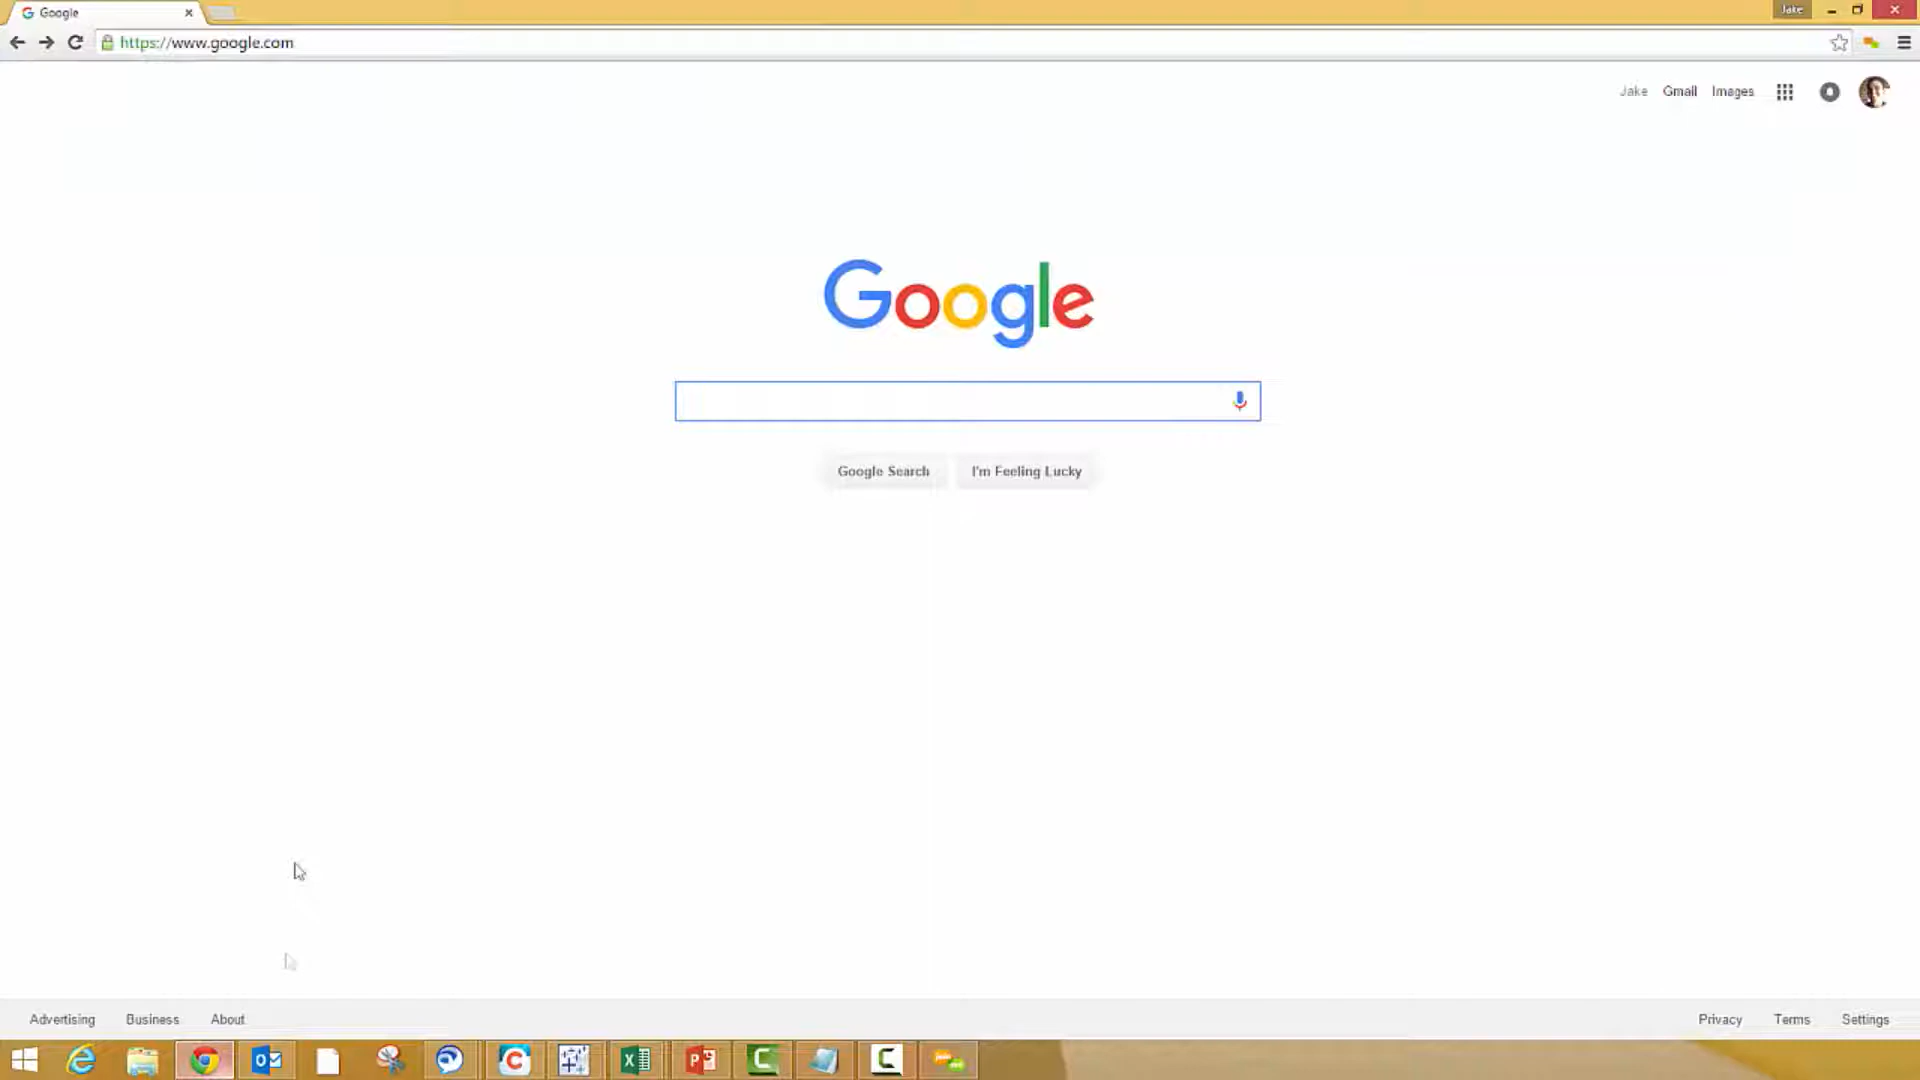 Google
Jake
https://www.google.com
Jake Gmail Images
Google
Google Search I'm Feeling Lucky
Advertising Business About
Privacy Terms Settings